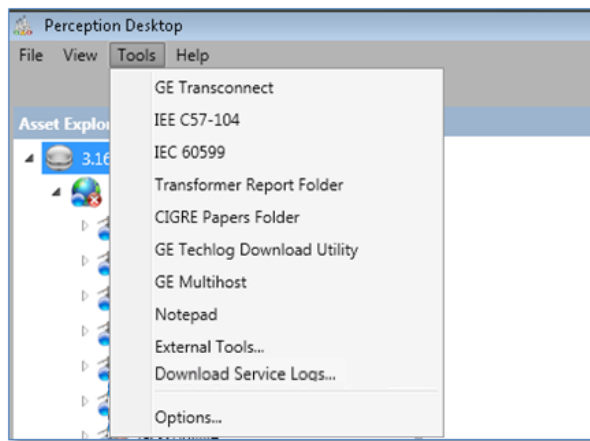 Perception Desktop
File View Tools Help
GE Transconnect
Asset Explo
IEE C57-104
3.16
IEC 60599
Transformer Report Folder
CIGRE Papers Folder
GE Techlog Download Utility
GE Multihost
Notepad
External Tools...
Download Service Logs...
Options...